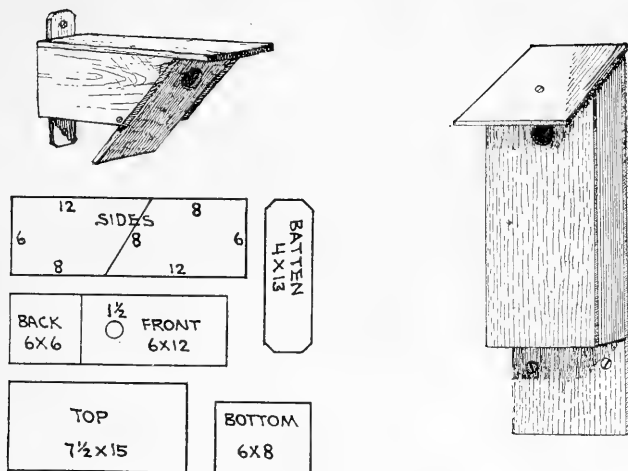 12 8
SIDES
6 8 6
8 12
BATTEN
4X13
BACK
6X6
1½
FRONT
6X12
TOP
7½X15
BOTTOM
6X8